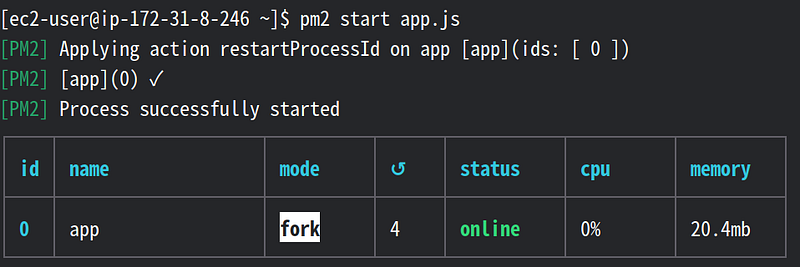 [ec2-user@ip-172-31-8-246 ~]$ pm2 start app.js
[PM2] Applying action restartProcessId on app [app](ids: [ 0 ])
[PM2] [app](0) ✓
[PM2] Process successfully started
id name mode ↺ status cpu memory
0 app fork 4 online 0% 20.4mb